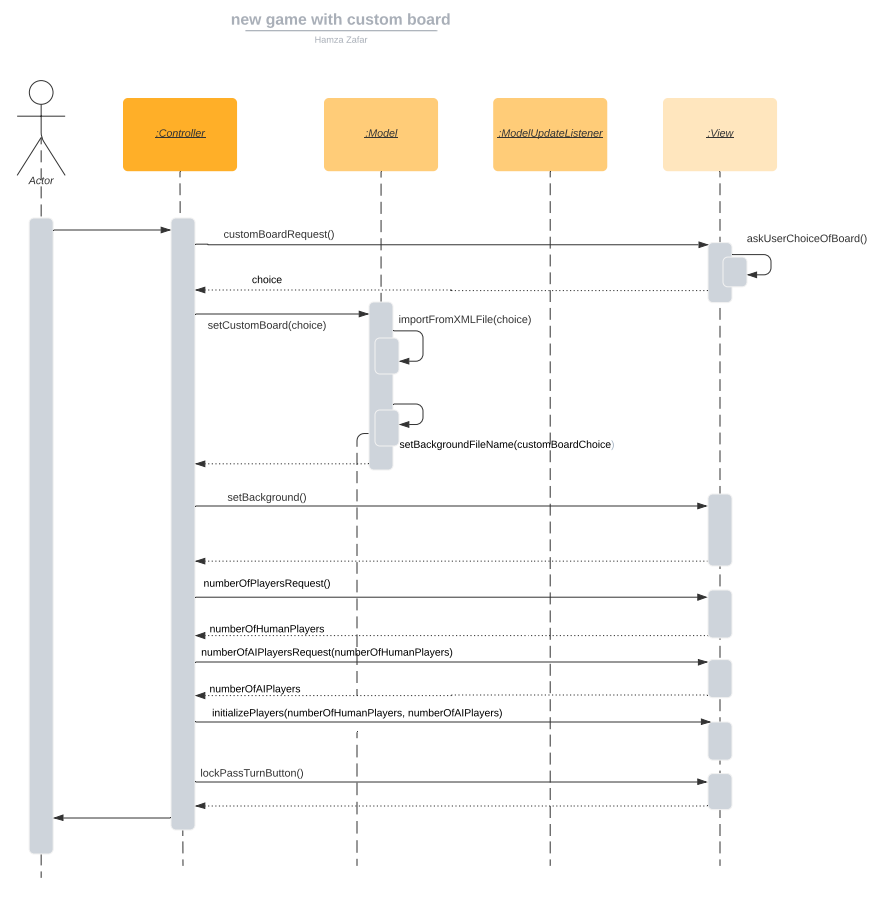 new game with custom board
Hamza Zafar
Actor
:Controller
:Model
:ModelUpdateListener
:View
customBoardRequest()
askUserChoiceOfBoard()
choice
setCustomBoard(choice)
importFromXMLFile(choice)
setBackgroundFileName(customBoardChoice)
setBackground()
numberOfPlayersRequest()
numberOfHumanPlayers
numberOfAIPlayersRequest(numberOfHumanPlayers)
numberOfAIPlayers
initializePlayers(numberOfHumanPlayers, numberOfAIPlayers)
lockPassTurnButton()